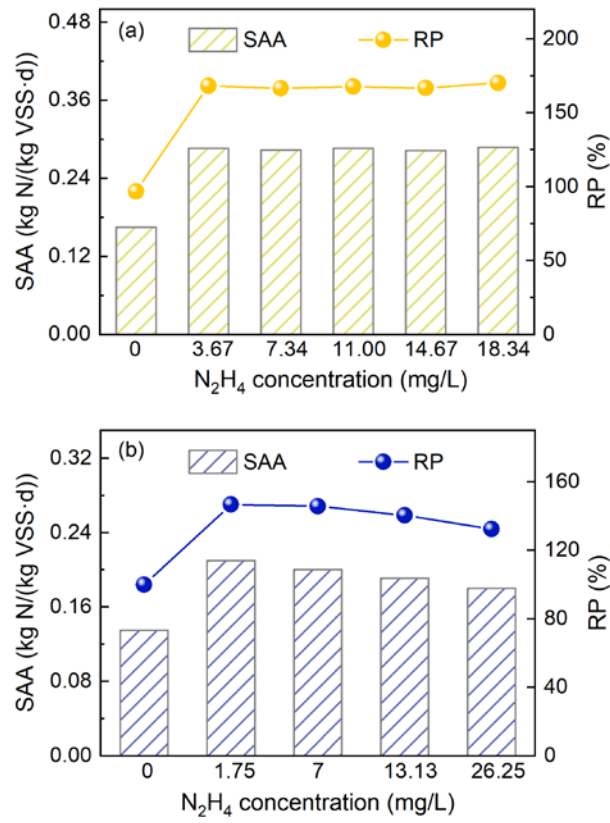 (a)
SAA
RP
SAA (kg N/(kg VSS·d))
0.48
0.36
0.24
0.12
0.00
RP (%)
200
150
100
50
0
0 3.67 7.34 11.00 14.67 18.34
N₂H₄ concentration (mg/L)
(b)
SAA
RP
SAA (kg N/(kg VSS·d))
0.32
0.24
0.16
0.08
0.00
RP (%)
160
120
80
40
0
0 1.75 7 13.13 26.25
N₂H₄ concentration (mg/L)